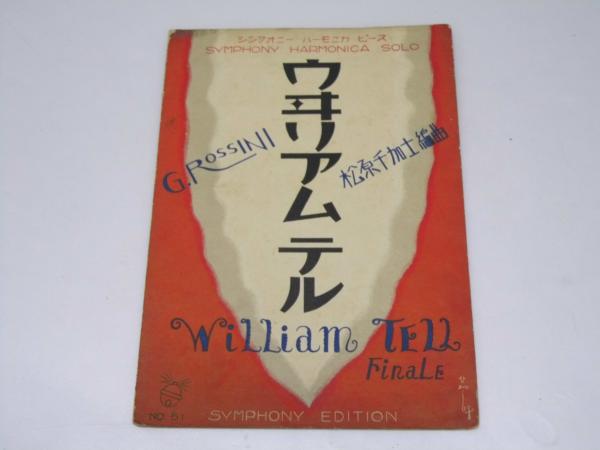 シンフオニー ハーモニカ ピース
SYMPHONY HARMONICA SOLO
ウヰリアム テル
G. ROSSINI
松原千加士編曲
William TELL
FinaLE
NO 51
SYMPHONY EDITION